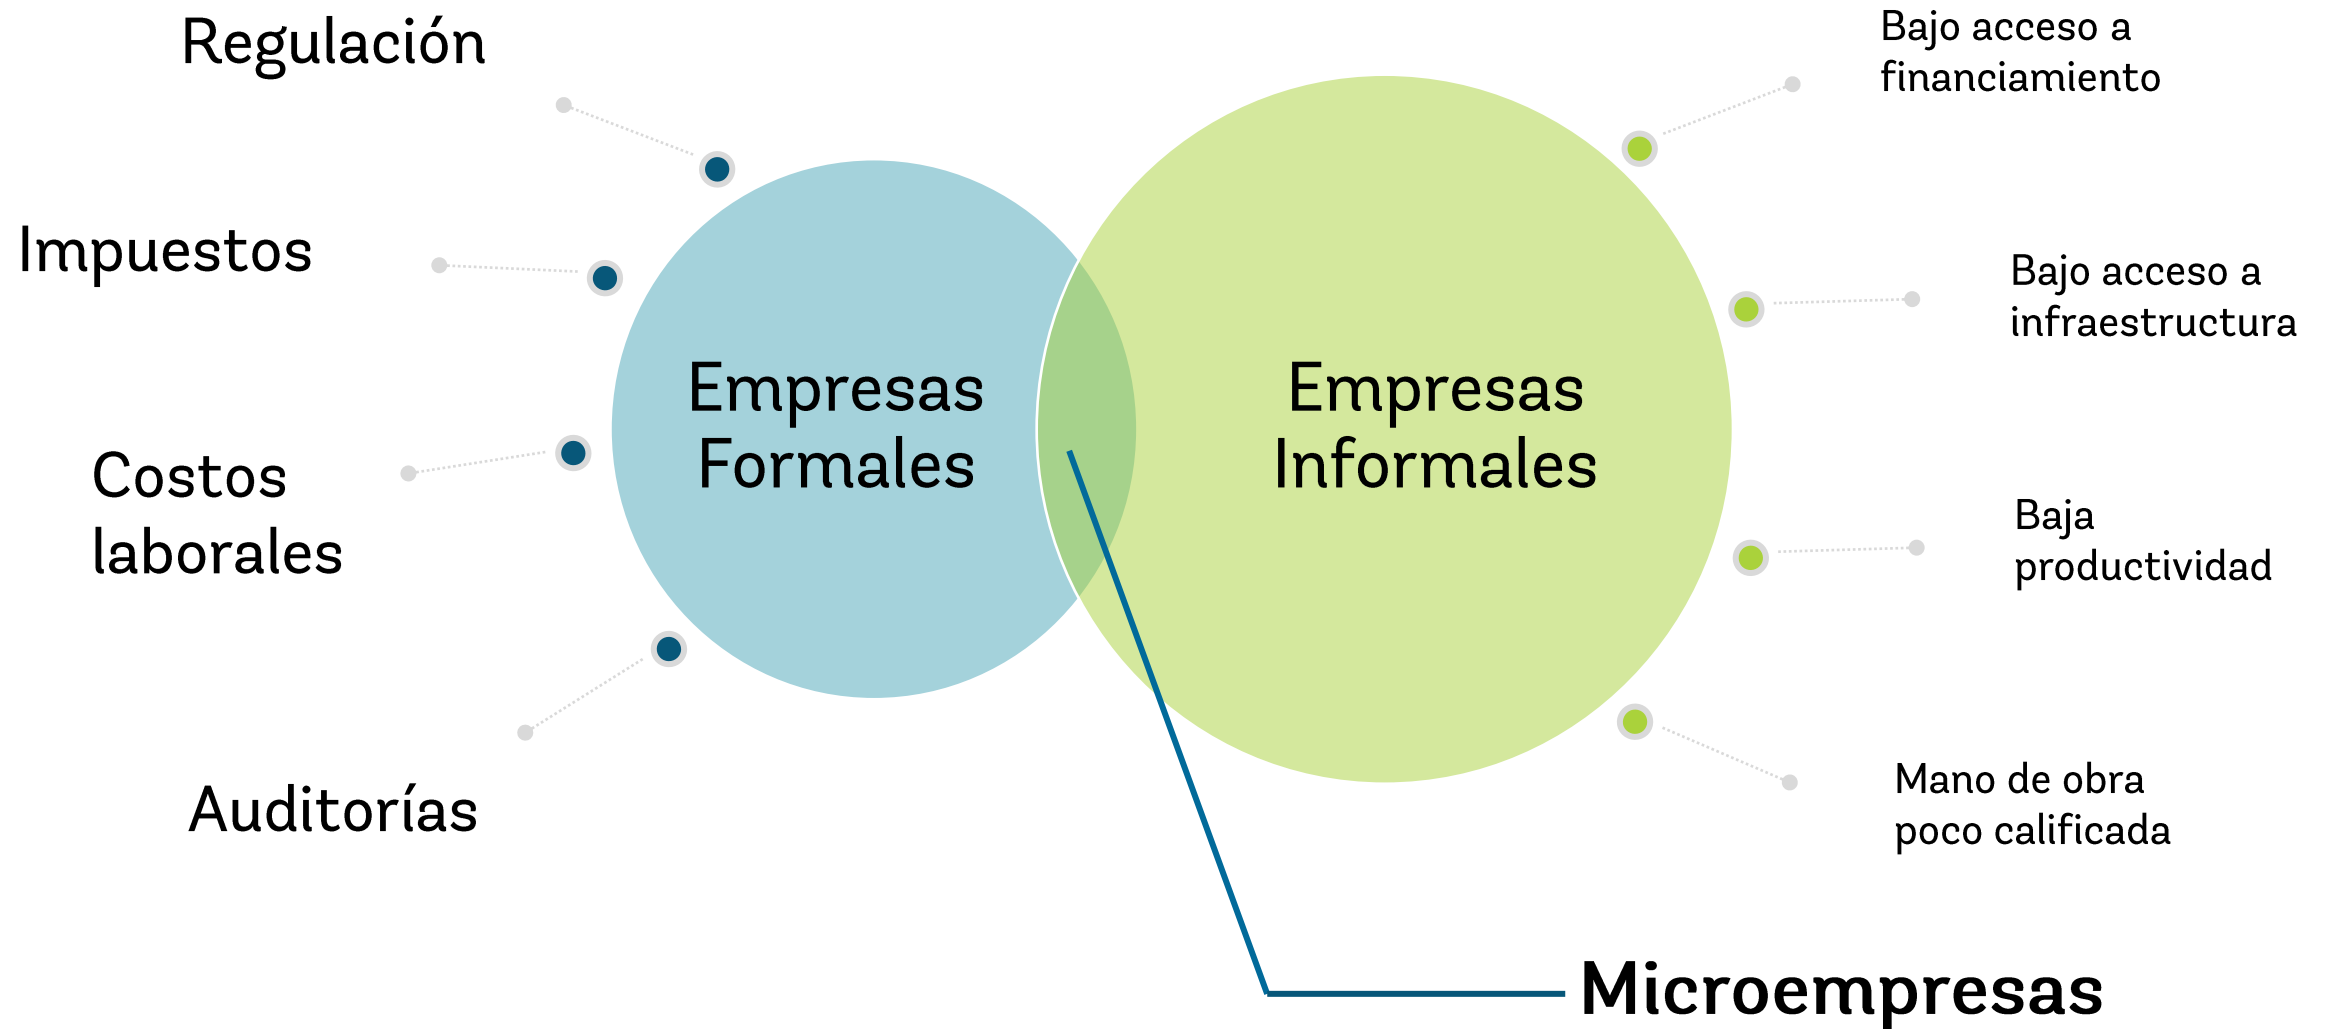 Regulación
Impuestos
Costos
laborales
Auditorías
Empresas
Formales
Empresas
Informales
Bajo acceso a
financiamiento
Bajo acceso a
infraestructura
Baja
productividad
Mano de obra
poco calificada
Microempresas